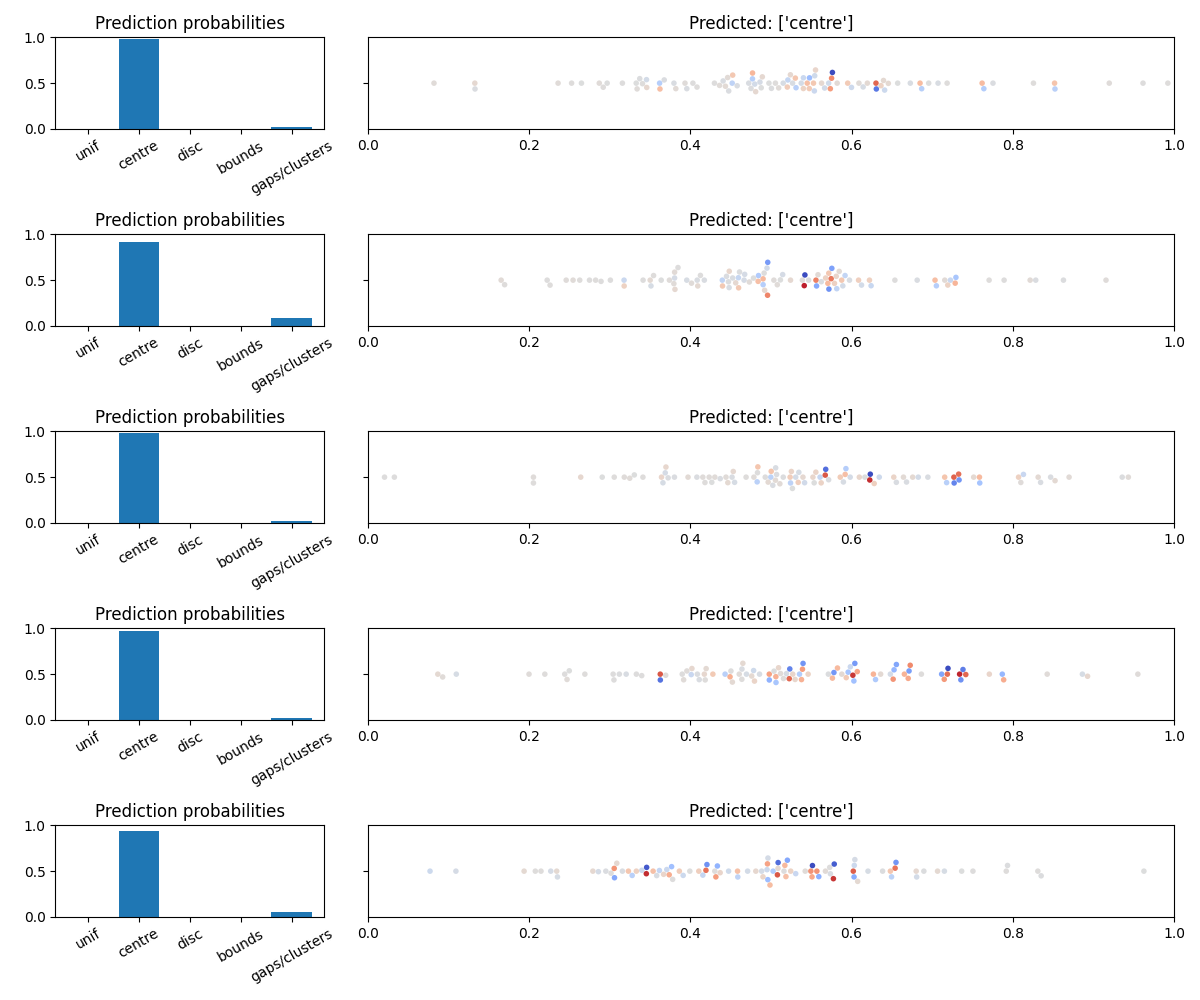 Prediction probabilities
Predicted: ['centre']
1.0
0.5
0.0
unif
centre
disc
bounds
gaps/clusters
0.0 0.2 0.4 0.6 0.8 1.0
Prediction probabilities
Predicted: ['centre']
1.0
0.5
0.0
unif
centre
disc
bounds
gaps/clusters
0.0 0.2 0.4 0.6 0.8 1.0
Prediction probabilities
Predicted: ['centre']
1.0
0.5
0.0
unif
centre
disc
bounds
gaps/clusters
0.0 0.2 0.4 0.6 0.8 1.0
Prediction probabilities
Predicted: ['centre']
1.0
0.5
0.0
unif
centre
disc
bounds
gaps/clusters
0.0 0.2 0.4 0.6 0.8 1.0
Prediction probabilities
Predicted: ['centre']
1.0
0.5
0.0
unif
centre
disc
bounds
gaps/clusters
0.0 0.2 0.4 0.6 0.8 1.0